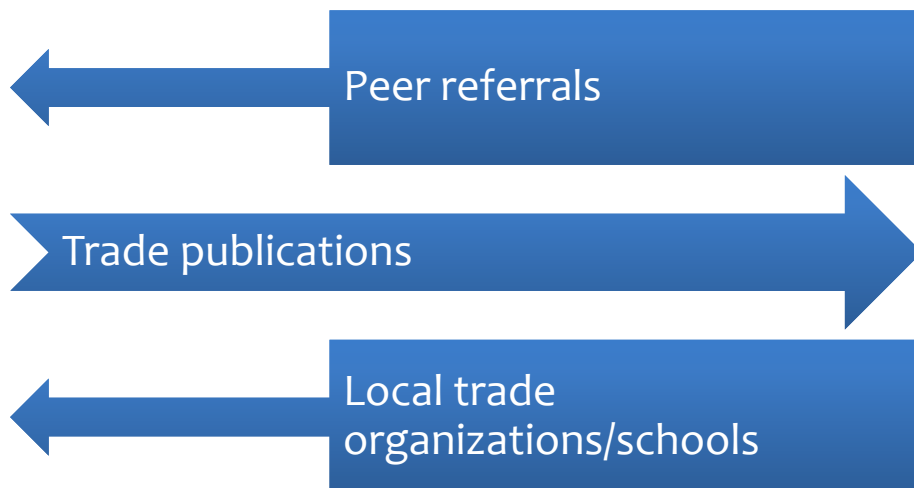 Peer referrals
Trade publications
Local trade
organizations/schools